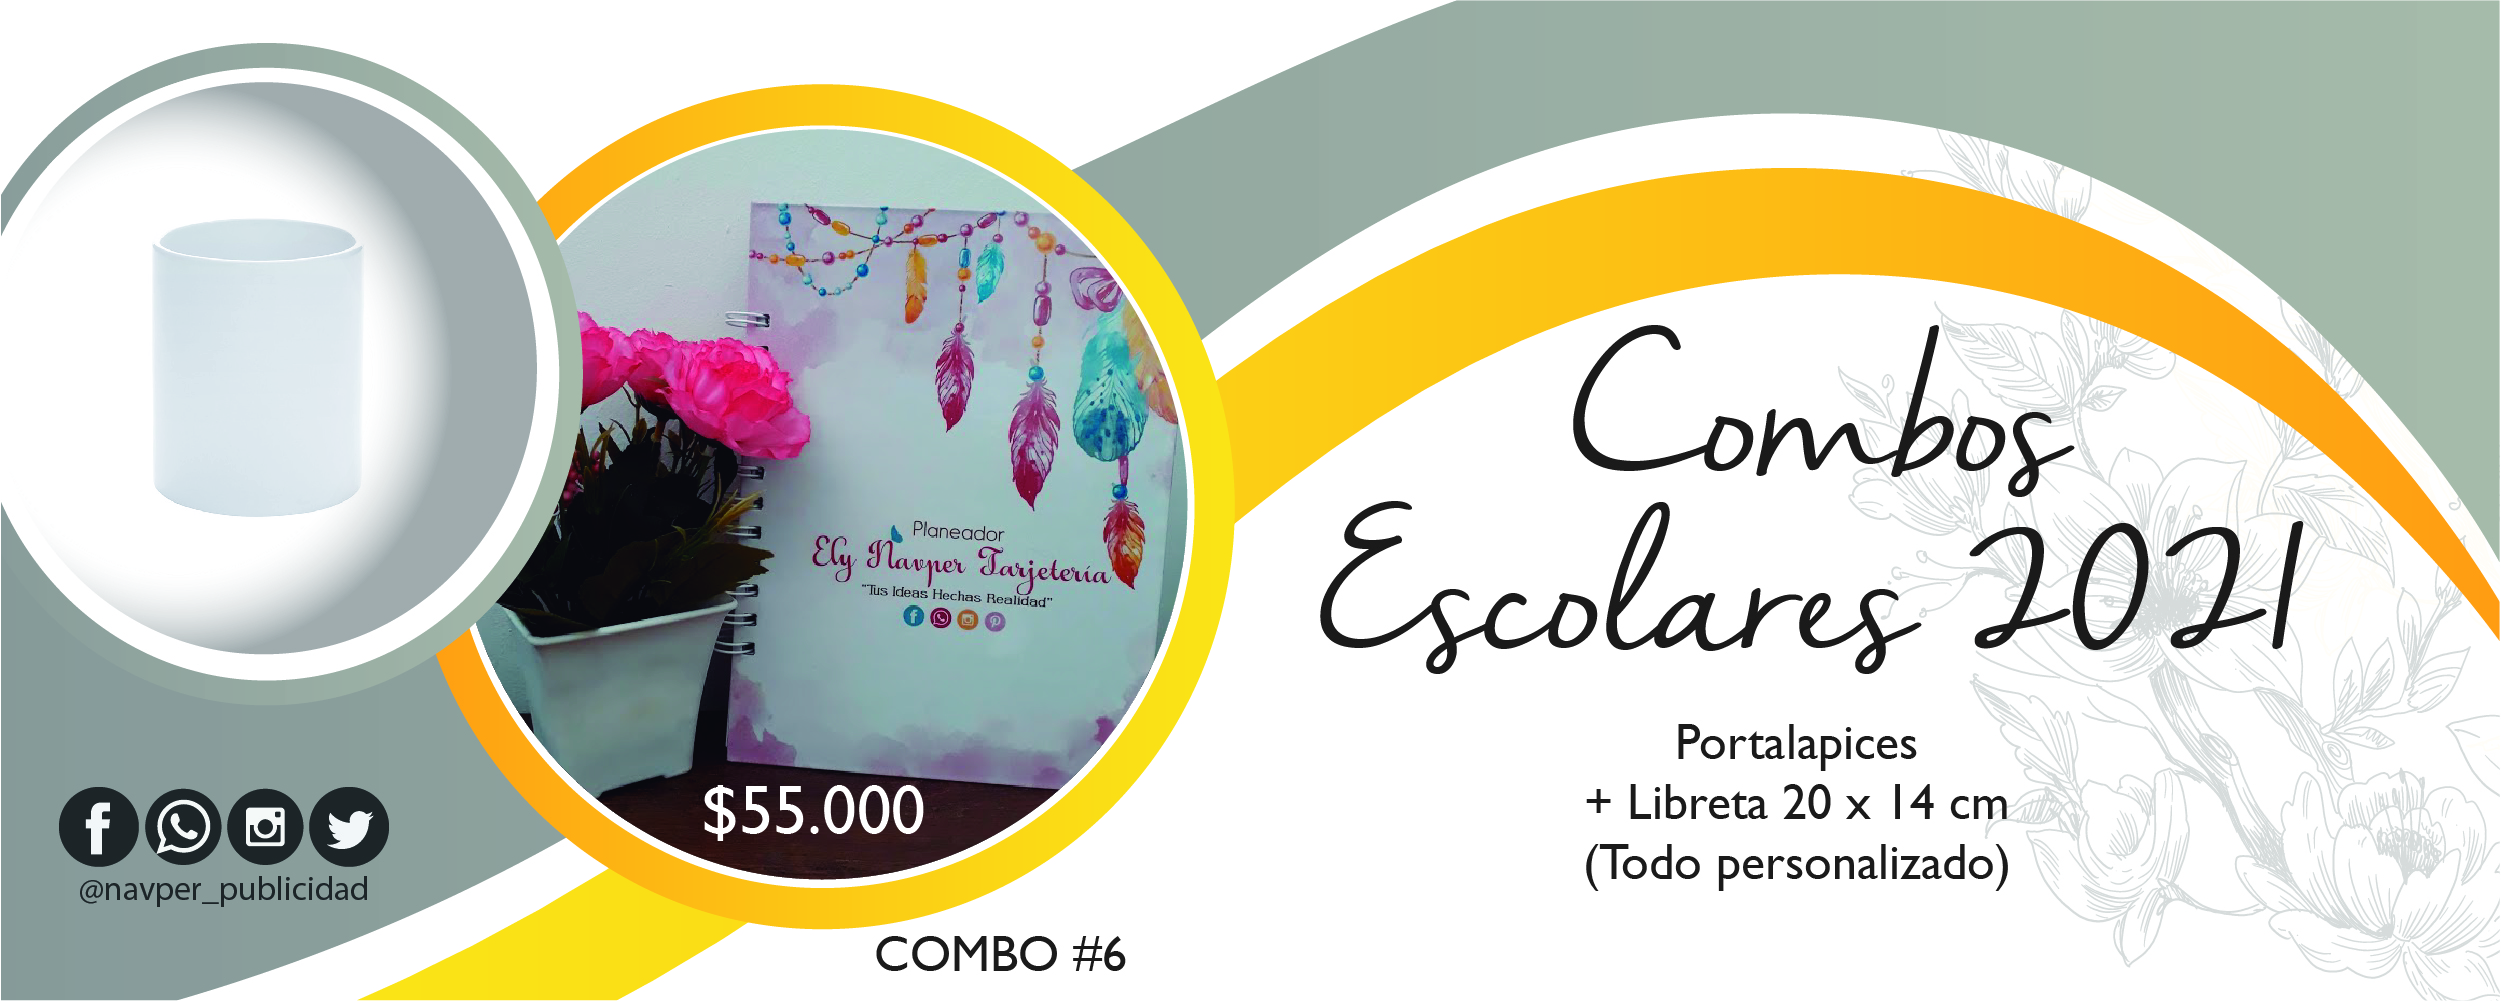 Combos
Escolares 2021
Portalapices
+ Libreta 20 x 14 cm
(Todo personalizado)
Planeador
Ely Navper Tarjetería
"Tus Ideas Hechas Realidad"
$55.000
COMBO #6
@navper_publicidad